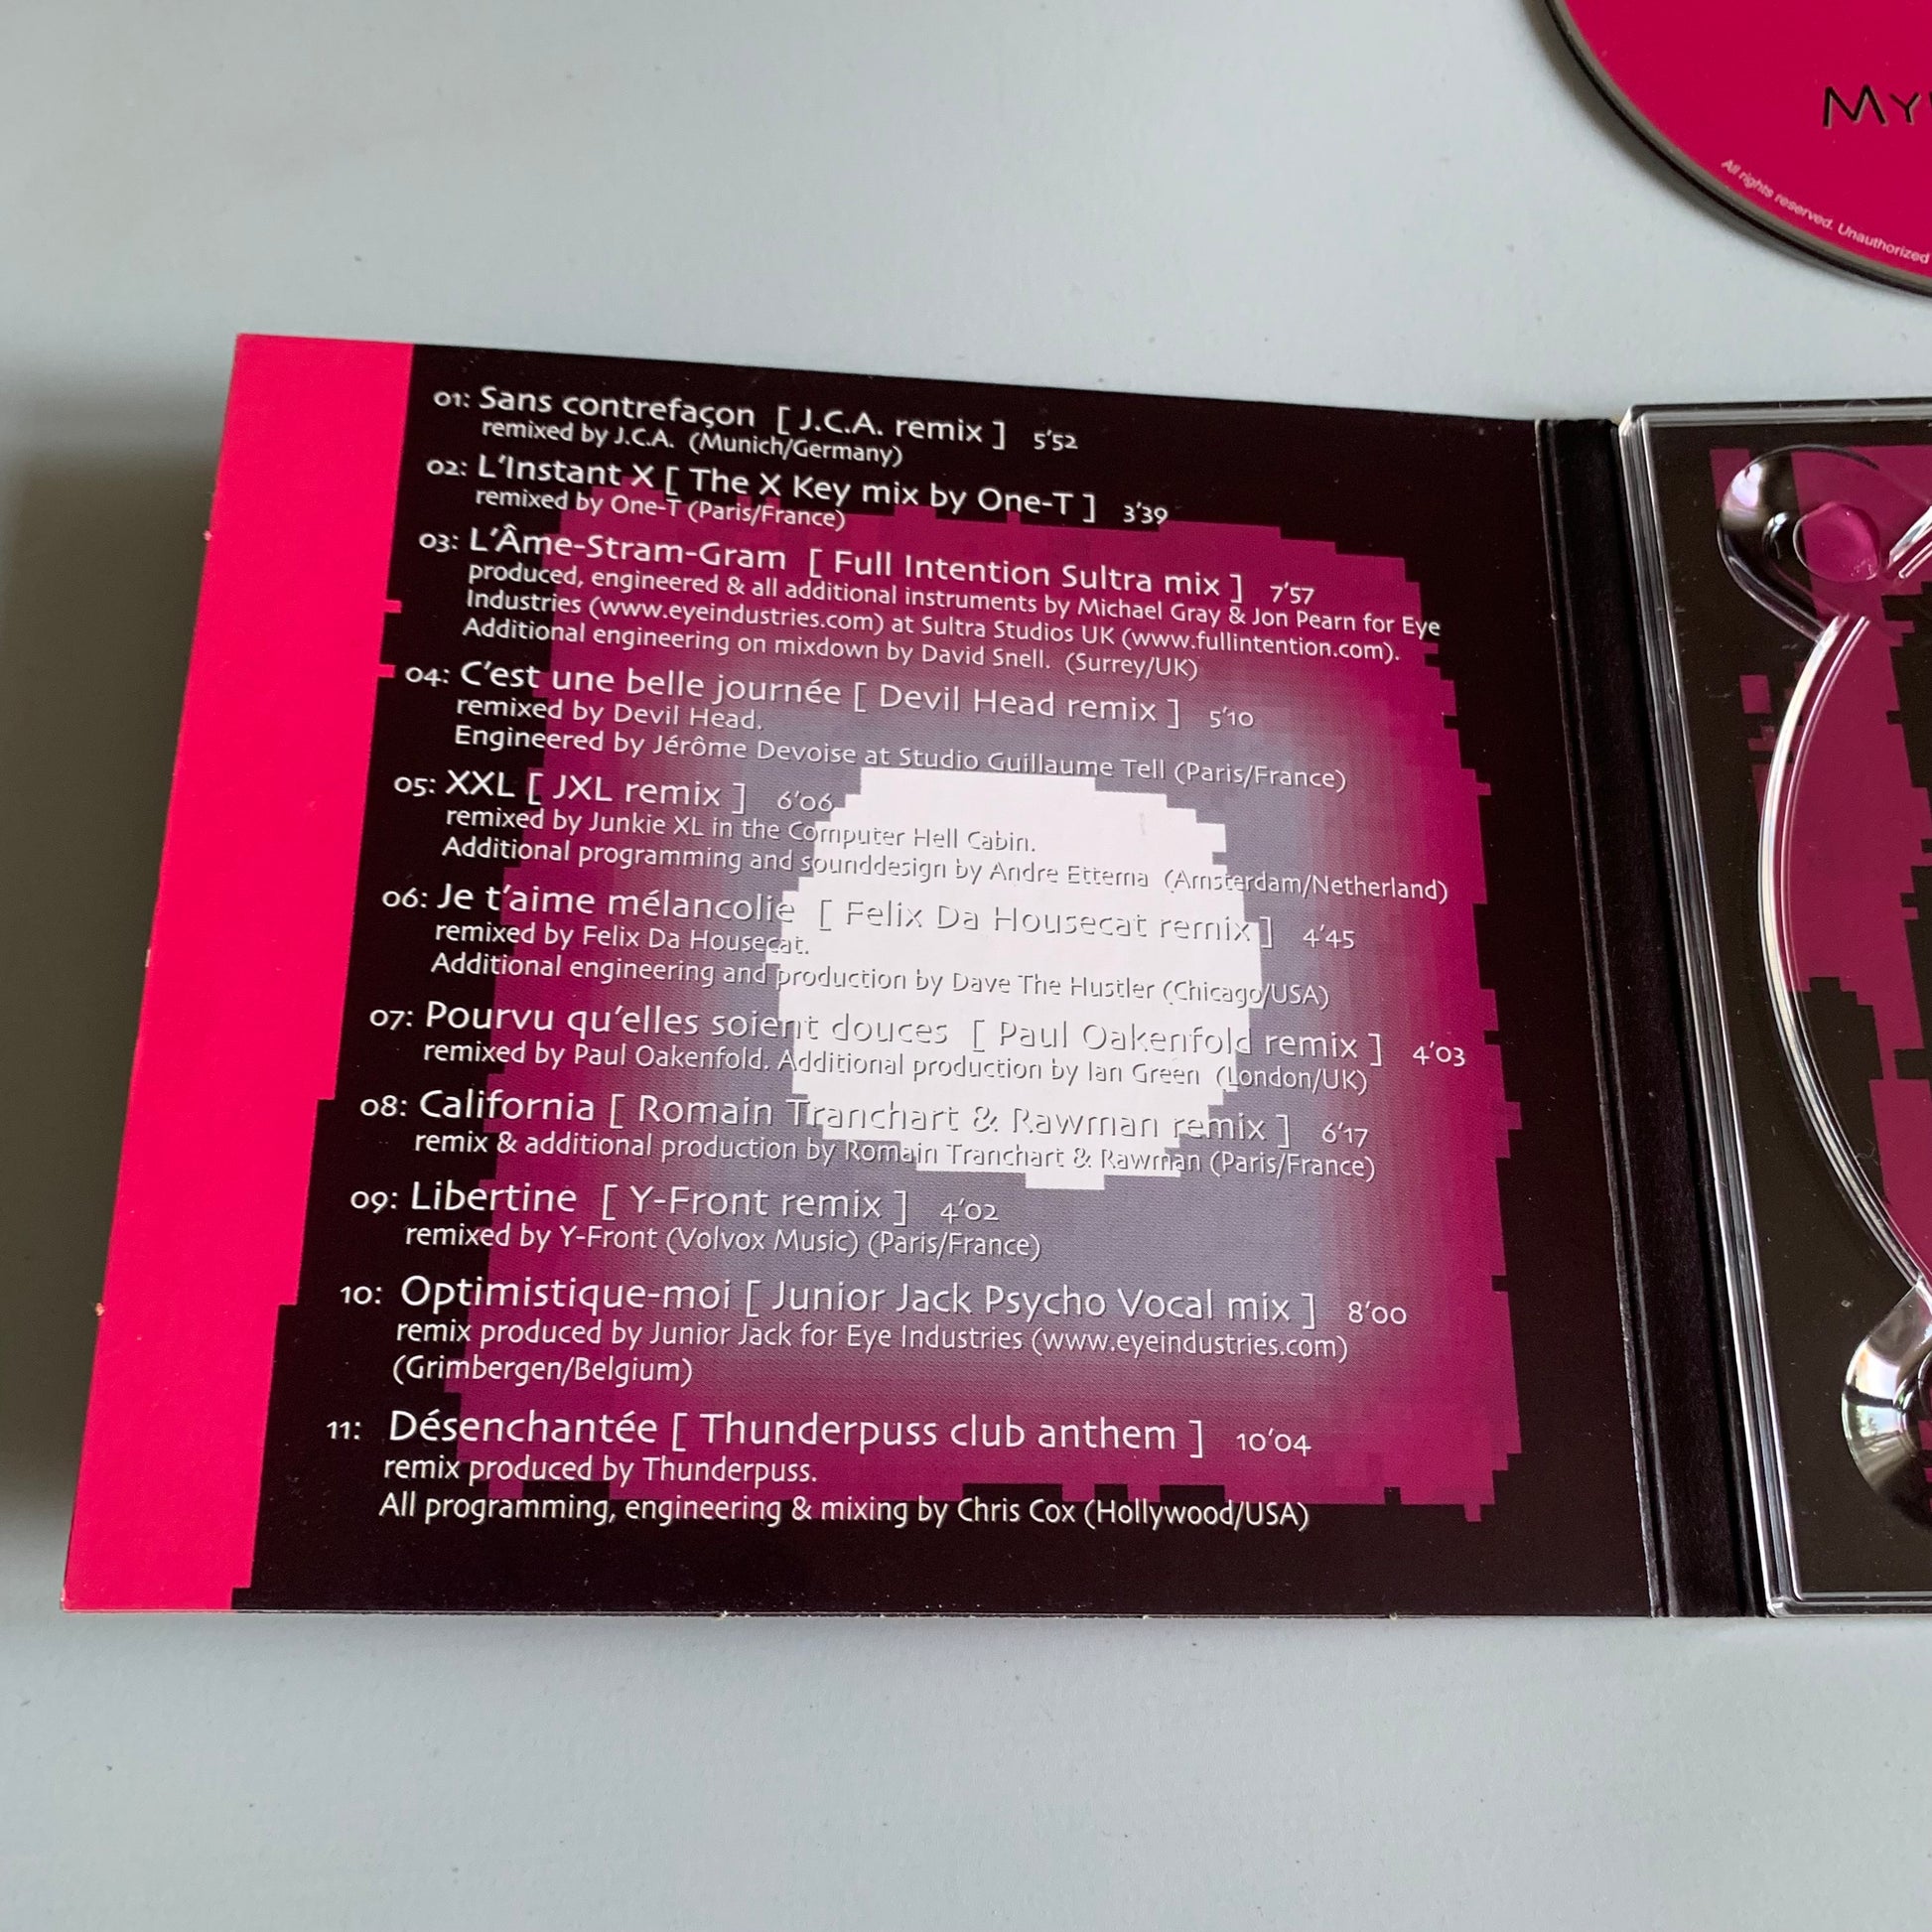 My
All rights reserved. Unauthorized
01: Sans contrefaçon [ J.C.A. remix ] 5'52
remixed by J.C.A. (Munich/Germany)
02: L'Instant X [ The X Key mix by One-T ] 3'39
remixed by One-T (Paris/France)
03: L'Âme-Stram-Gram [ Full Intention Sultra mix ] 7'57
produced, engineered & all additional instruments by Michael Gray & Jon Pearn for Eye
Industries (www.eyeindustries.com) at Sultra Studios UK (www.fullintention.com).
Additional engineering on mixdown by David Snell. (Surrey/UK)
04: C'est une belle journée [ Devil Head remix ] 5'10
remixed by Devil Head.
Engineered by Jérôme Devoise at Studio Guillaume Tell (Paris/France)
05: XXL [ JXL remix ] 6'06
remixed by Junkie XL in the Computer Hell Cabin.
Additional programming and sounddesign by Andre Ettema (Amsterdam/Netherland)
06: Je t'aime mélancolie [ Felix Da Housecat remix ] 4'45
remixed by Felix Da Housecat.
Additional engineering and production by Dave The Hustler (Chicago/USA)
07: Pourvu qu'elles soient douces [ Paul Oakenfold remix ] 4'03
remixed by Paul Oakenfold. Additional production by Ian Green (London/UK)
08: California [ Romain Tranchart & Rawman remix ] 6'17
remix & additional production by Romain Tranchart & Rawman (Paris/France)
09: Libertine [ Y-Front remix ] 4'02
remixed by Y-Front (Volvox Music) (Paris/France)
10: Optimistique-moi [ Junior Jack Psycho Vocal mix ] 8'00
remix produced by Junior Jack for Eye Industries (www.eyeindustries.com)
(Grimbergen/Belgium)
11: Désenchantée [ Thunderpuss club anthem ] 10'04
remix produced by Thunderpuss.
All programming, engineering & mixing by Chris Cox (Hollywood/USA)